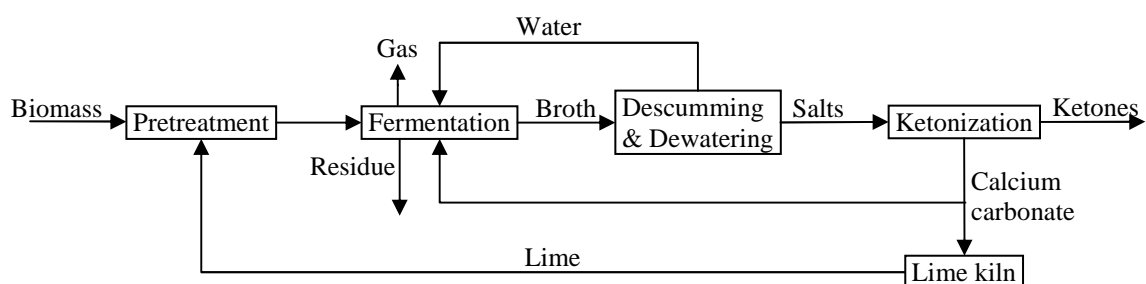 Water
Gas
Biomass
Pretreatment
Fermentation
Broth
Descumming
& Dewatering
Salts
Ketonization
Ketones
Residue
Calcium
carbonate
Lime
Lime kiln